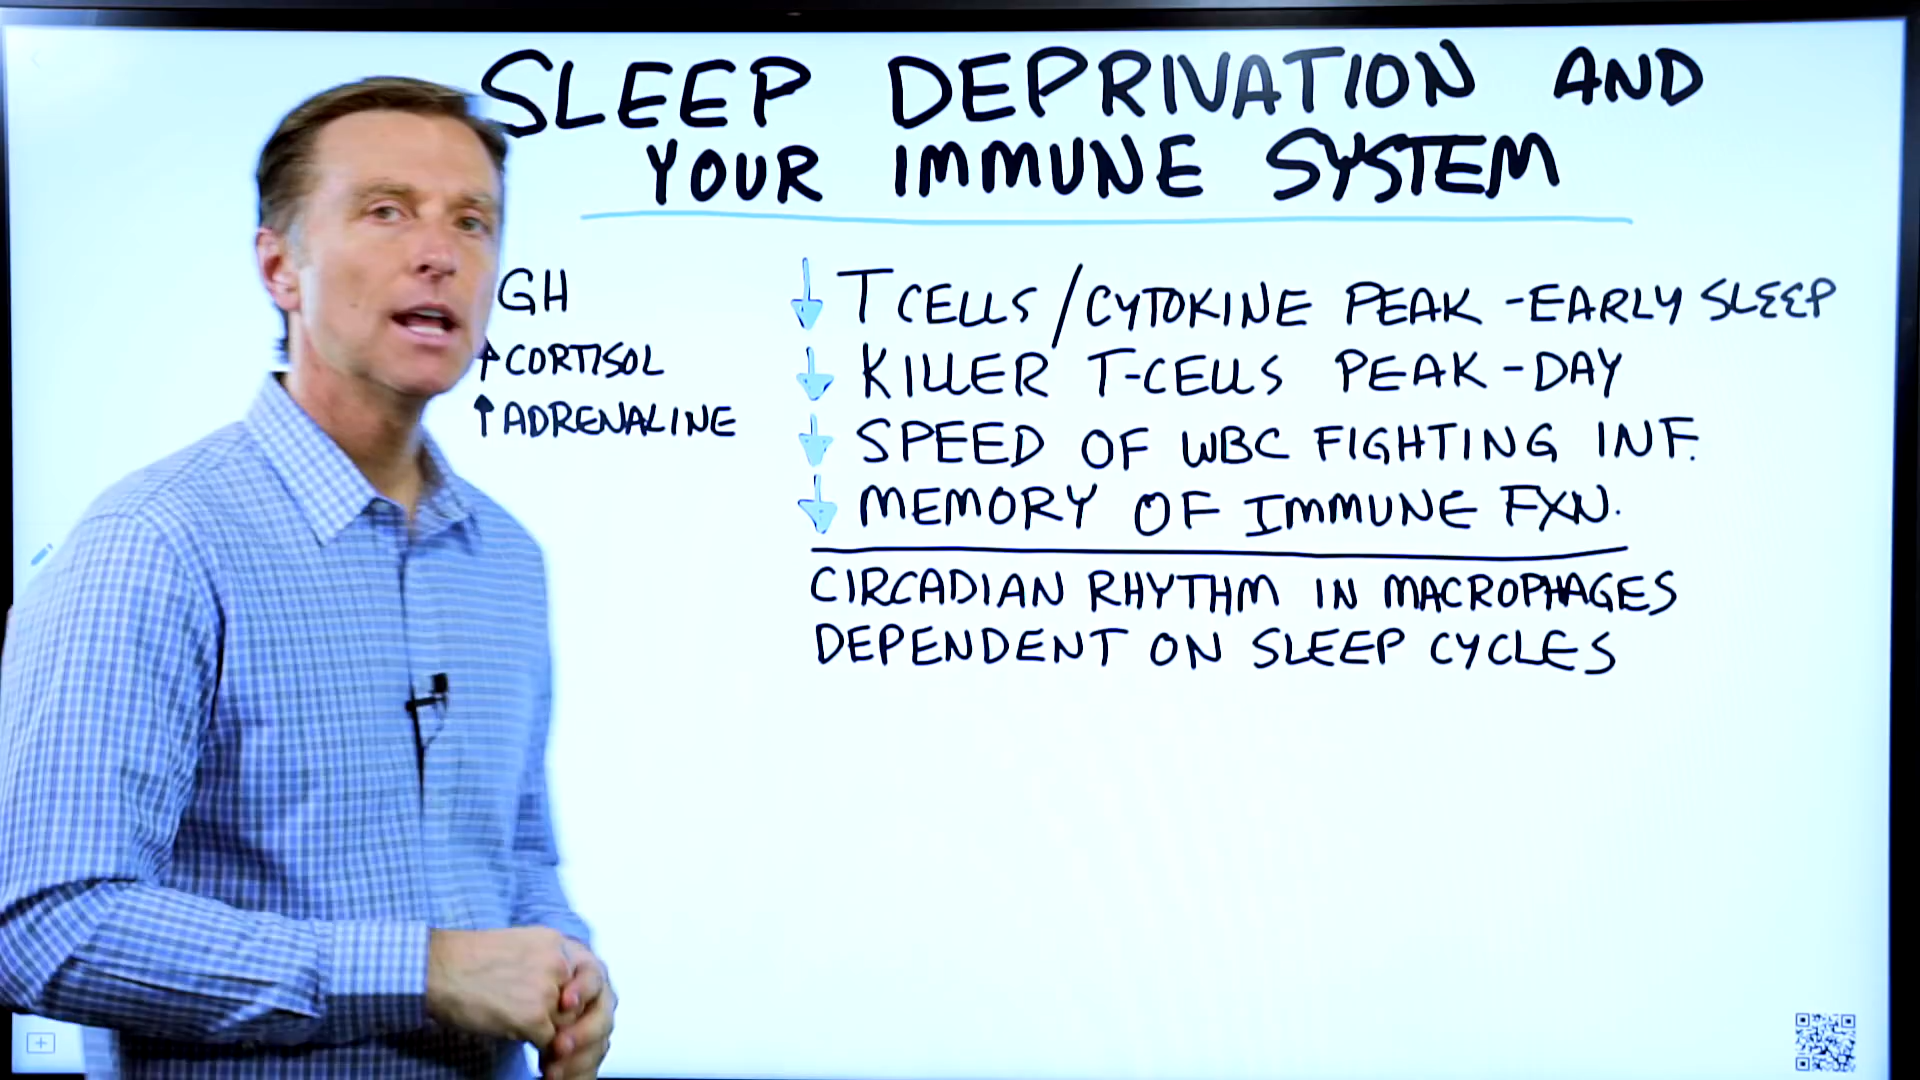 SLEEP DEPRIVATION AND
YOUR IMMUNE SYSTEM
GH
↑ CORTISOL
↑ ADRENALINE
↓ T CELLS/CYTOKINE PEAK - EARLY SLEEP
↓ KILLER T-CELLS PEAK - DAY
↓ SPEED OF WBC FIGHTING INF.
↓ MEMORY OF IMMUNE FXN.
CIRCADIAN RHYTHM IN MACROPHAGES
DEPENDENT ON SLEEP CYCLES